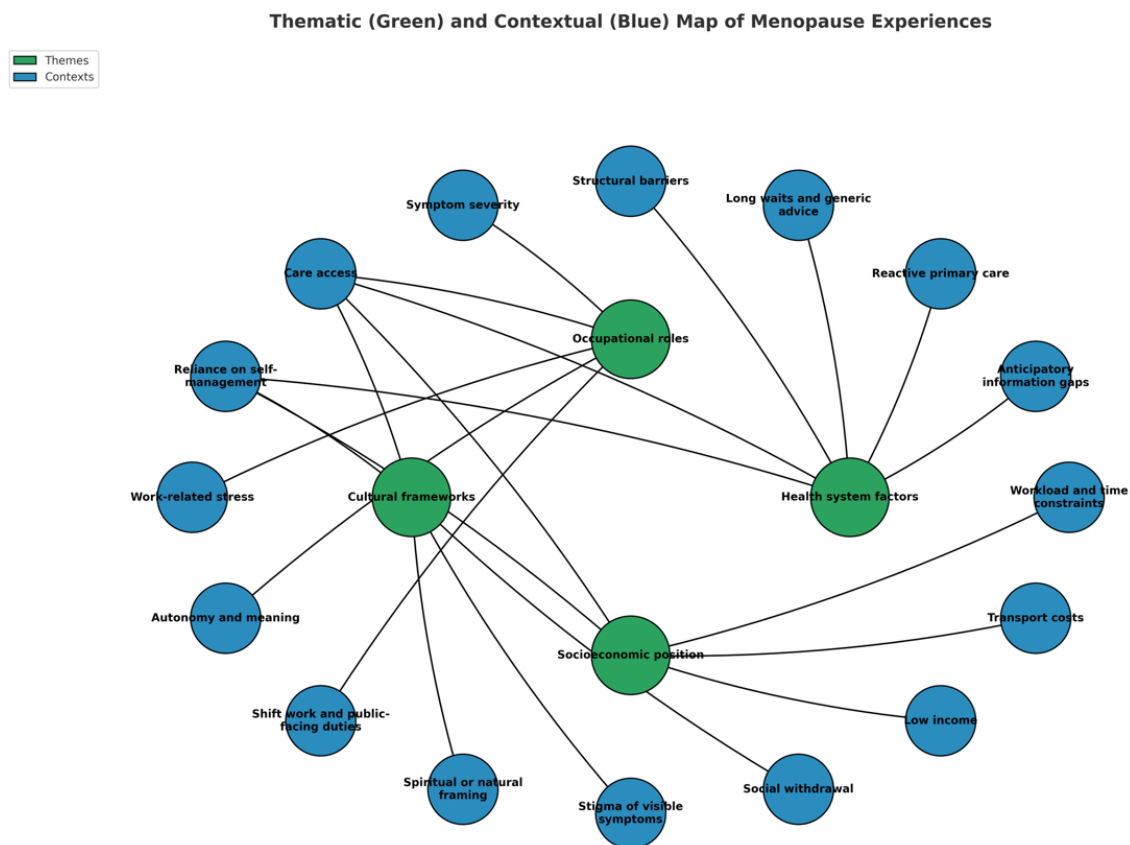 Thematic (Green) and Contextual (Blue) Map of Menopause Experiences
Themes
Contexts
Structural barriers
Long waits and generic
advice
Symptom severity
Care access
Reactive primary care
Occupational roles
Reliance on self-
management
Anticipatory
information gaps
Work-related stress
Cultural frameworks
Health system factors
Workload and time
constraints
Autonomy and meaning
Transport costs
Socioeconomic position
Shift work and public-
facing duties
Low income
Spiritual or natural
framing
Social withdrawal
Stigma of visible
symptoms